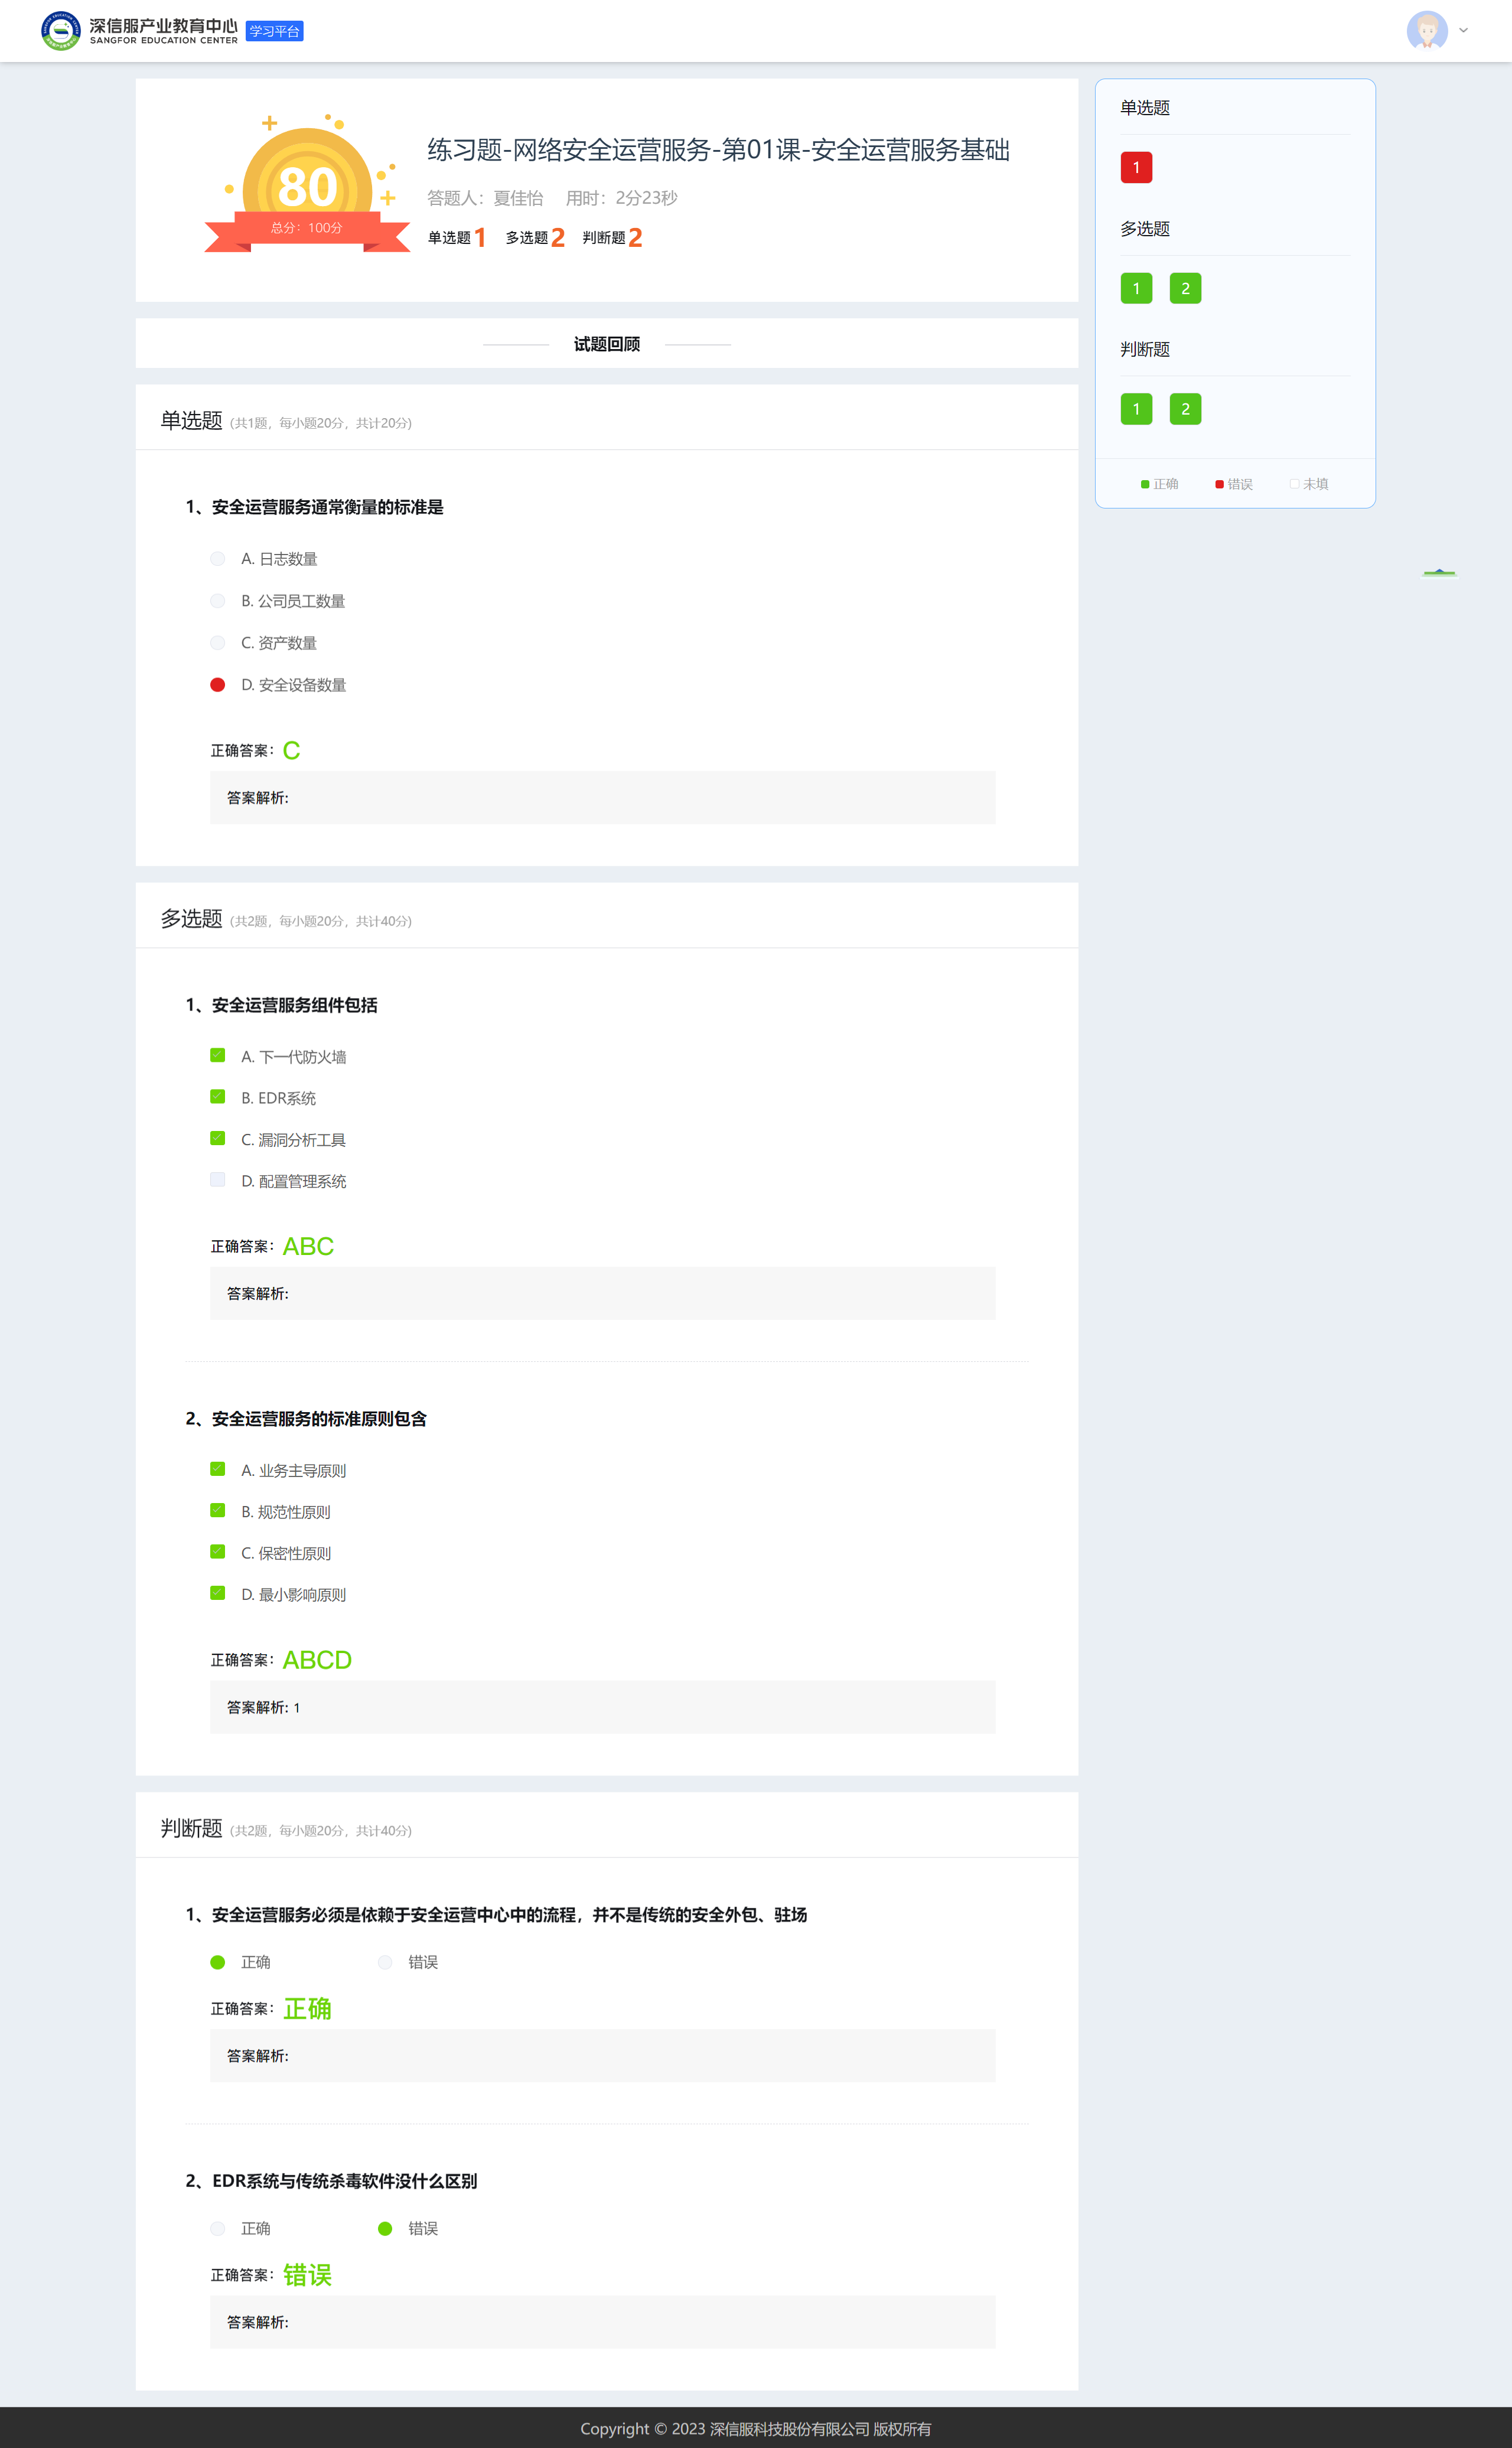 深信服产业教育中心 学习平台
SANGFOR EDUCATION CENTER
80
总分：100分
练习题-网络安全运营服务-第01课-安全运营服务基础
答题人：夏佳怡 用时：2分23秒
单选题1 多选题2 判断题2
单选题
1
多选题
1 2
判断题
1 2
正确 错误 未填
试题回顾
单选题 (共1题，每小题20分，共计20分)
1、安全运营服务通常衡量的标准是
A. 日志数量
B. 公司员工数量
C. 资产数量
D. 安全设备数量
正确答案：C
答案解析:
多选题 (共2题，每小题20分，共计40分)
1、安全运营服务组件包括
A. 下一代防火墙
B. EDR系统
C. 漏洞分析工具
D. 配置管理系统
正确答案：ABC
答案解析:
2、安全运营服务的标准原则包含
A. 业务主导原则
B. 规范性原则
C. 保密性原则
D. 最小影响原则
正确答案：ABCD
答案解析: 1
判断题 (共2题，每小题20分，共计40分)
1、安全运营服务必须是依赖于安全运营中心中的流程，并不是传统的安全外包、驻场
正确 错误
正确答案：正确
答案解析:
2、EDR系统与传统杀毒软件没什么区别
正确 错误
正确答案：错误
答案解析:
Copyright © 2023 深信服科技股份有限公司 版权所有